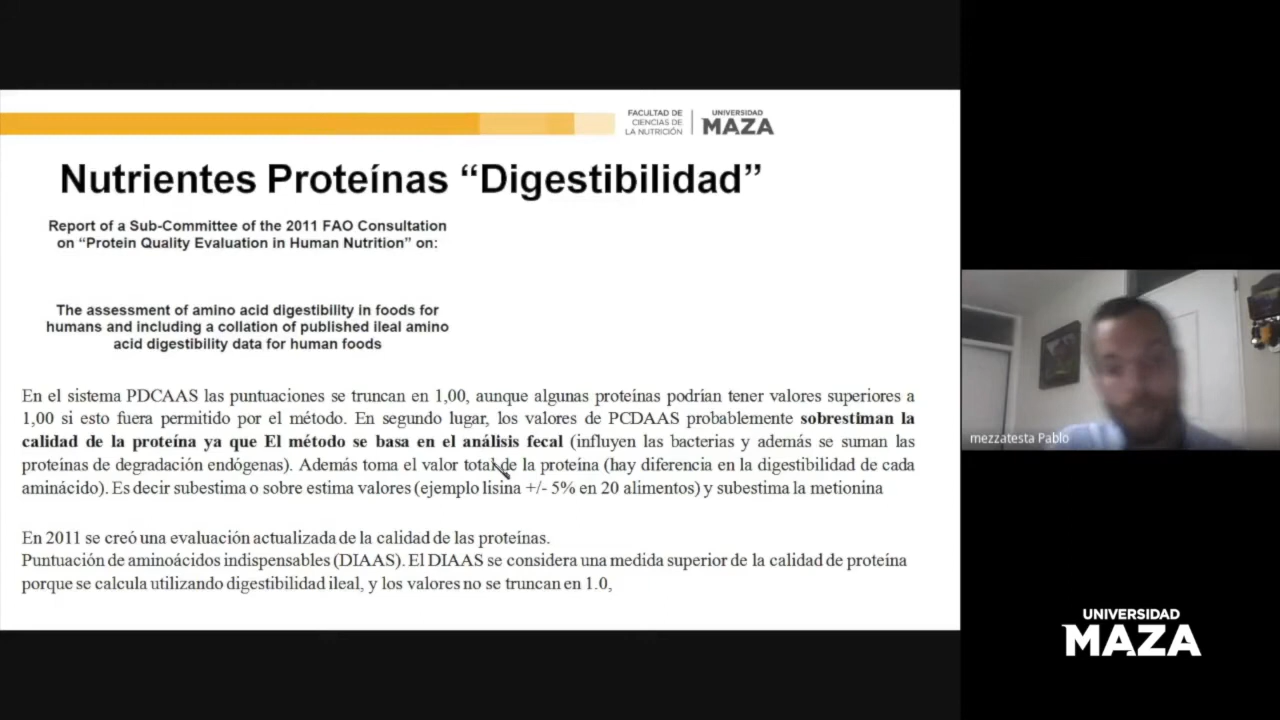 FACULTAD DE
CIENCIAS DE
LA NUTRICIÓN
UNIVERSIDAD
MAZA
Nutrientes Proteínas “Digestibilidad”
Report of a Sub-Committee of the 2011 FAO Consultation
on “Protein Quality Evaluation in Human Nutrition” on:
The assessment of amino acid digestibility in foods for
humans and including a collation of published ileal amino
acid digestibility data for human foods
En el sistema PDCAAS las puntuaciones se truncan en 1,00, aunque algunas proteínas podrían tener valores superiores a
1,00 si esto fuera permitido por el método. En segundo lugar, los valores de PCDAAS probablemente sobrestiman la
calidad de la proteína ya que El método se basa en el análisis fecal (influyen las bacterias y además se suman las
proteínas de degradación endógenas). Además toma el valor total de la proteína (hay diferencia en la digestibilidad de cada
aminácido). Es decir subestima o sobre estima valores (ejemplo lisina +/- 5% en 20 alimentos) y subestima la metionina
En 2011 se creó una evaluación actualizada de la calidad de las proteínas.
Puntuación de aminoácidos indispensables (DIAAS). El DIAAS se considera una medida superior de la calidad de proteína
porque se calcula utilizando digestibilidad ileal, y los valores no se truncan en 1.0,
mezzatesta Pablo
UNIVERSIDAD
MAZA